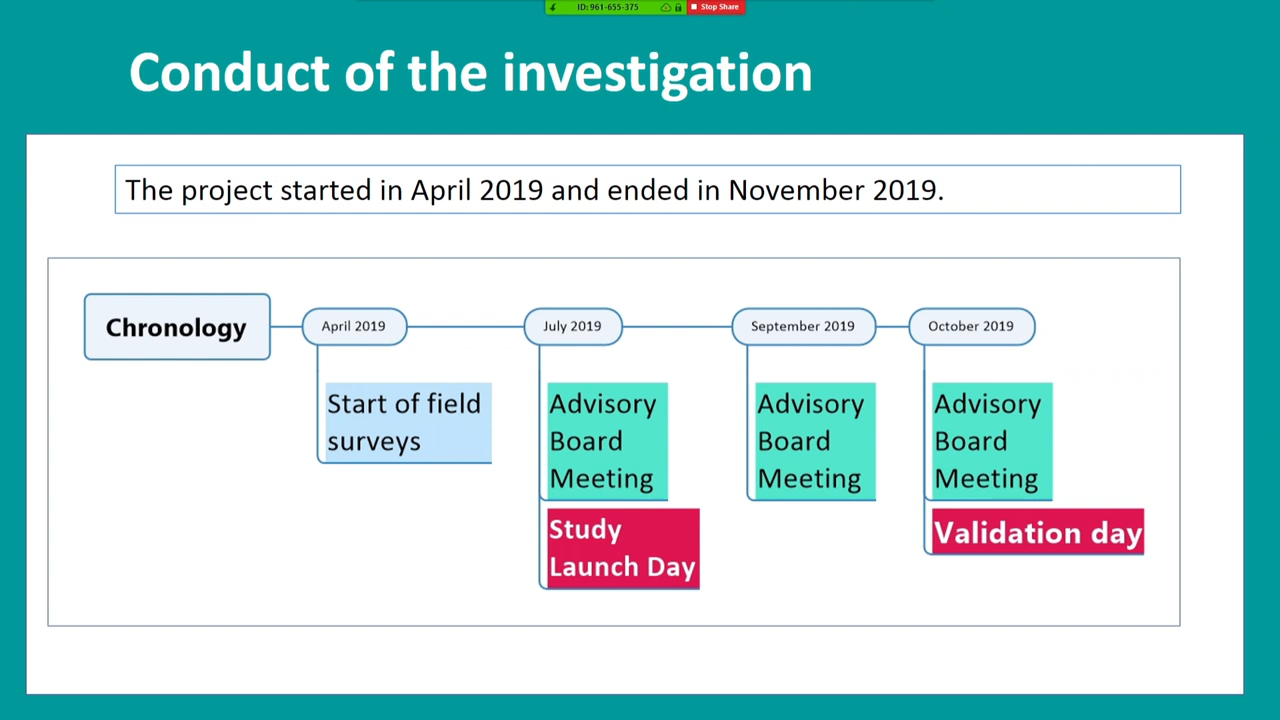 ID: 961-655-375 Stop Share
Conduct of the investigation
The project started in April 2019 and ended in November 2019.
Chronology
April 2019
July 2019
September 2019
October 2019
Start of field
surveys
Advisory
Board
Meeting
Study
Launch Day
Advisory
Board
Meeting
Advisory
Board
Meeting
Validation day